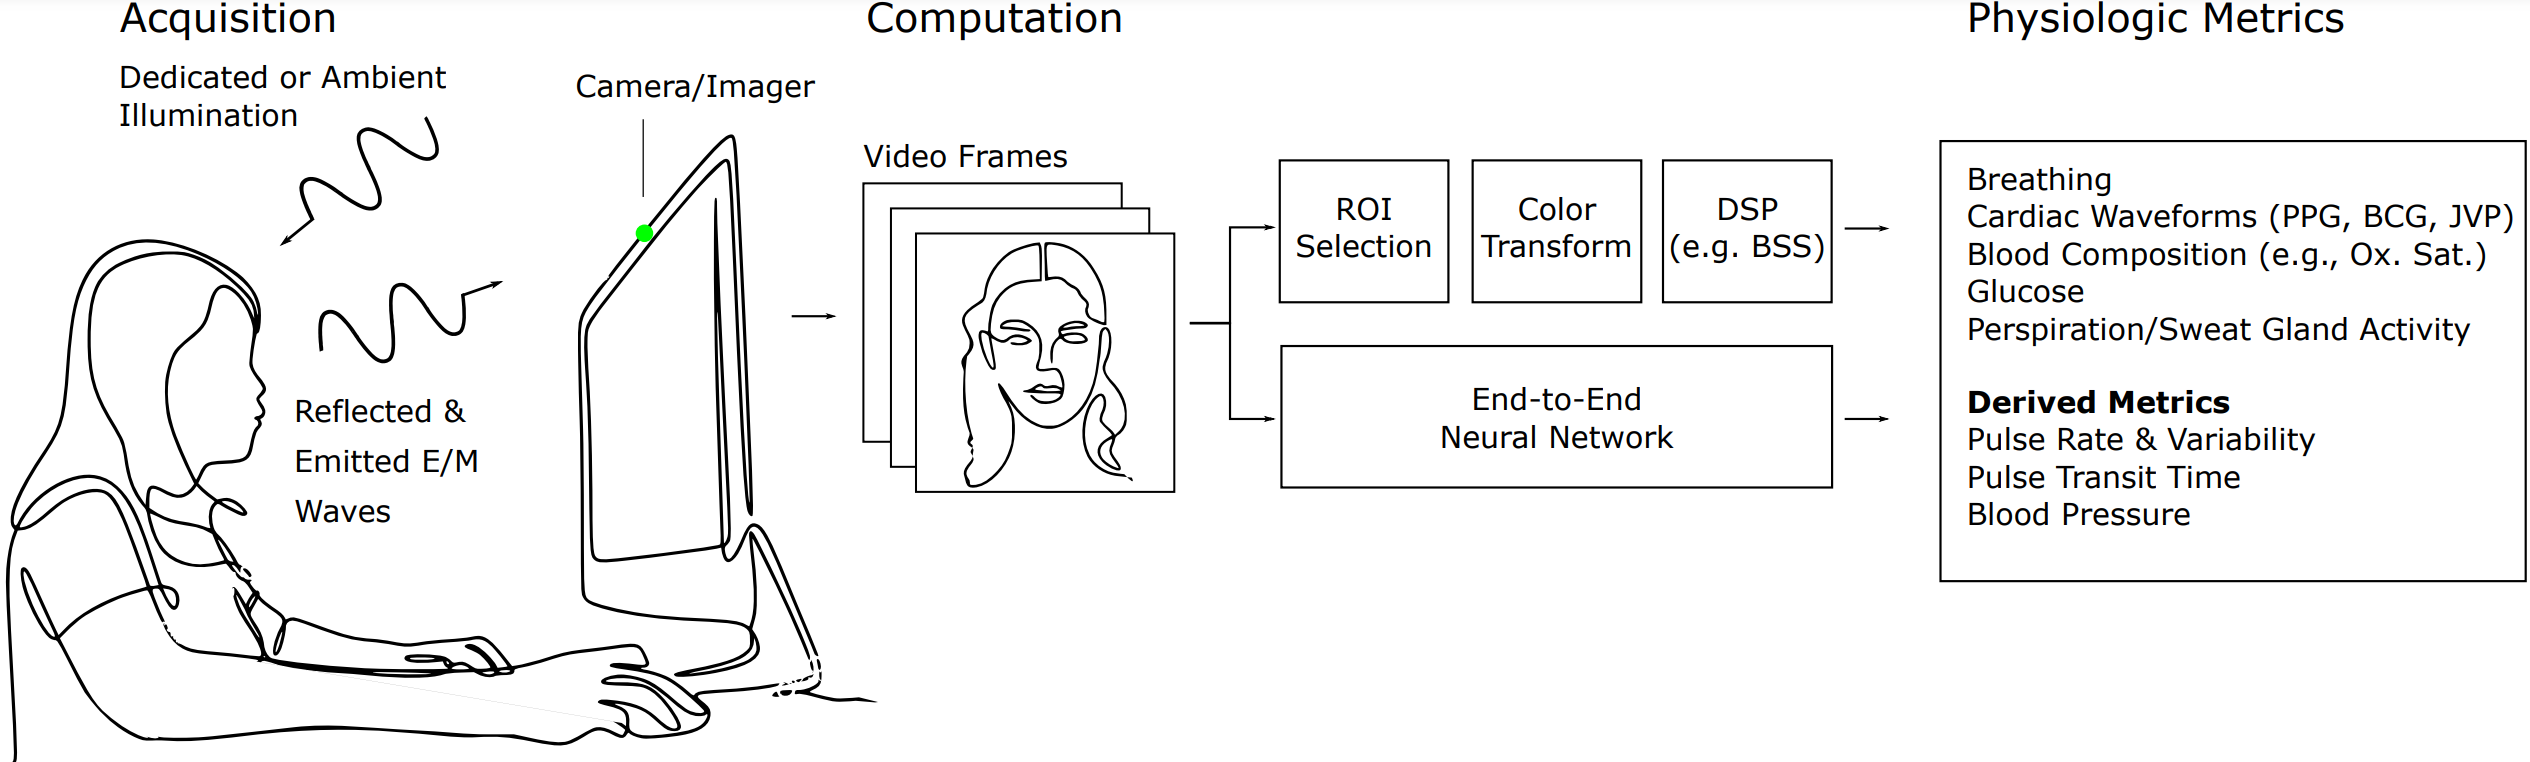 Acquisition
Dedicated or Ambient
Illumination
Reflected &
Emitted E/M
Waves
Camera/Imager
Computation
Video Frames
ROI
Selection
Color
Transform
DSP
(e.g. BSS)
End-to-End
Neural Network
Physiologic Metrics
Breathing
Cardiac Waveforms (PPG, BCG, JVP)
Blood Composition (e.g., Ox. Sat.)
Glucose
Perspiration/Sweat Gland Activity
Derived Metrics
Pulse Rate & Variability
Pulse Transit Time
Blood Pressure